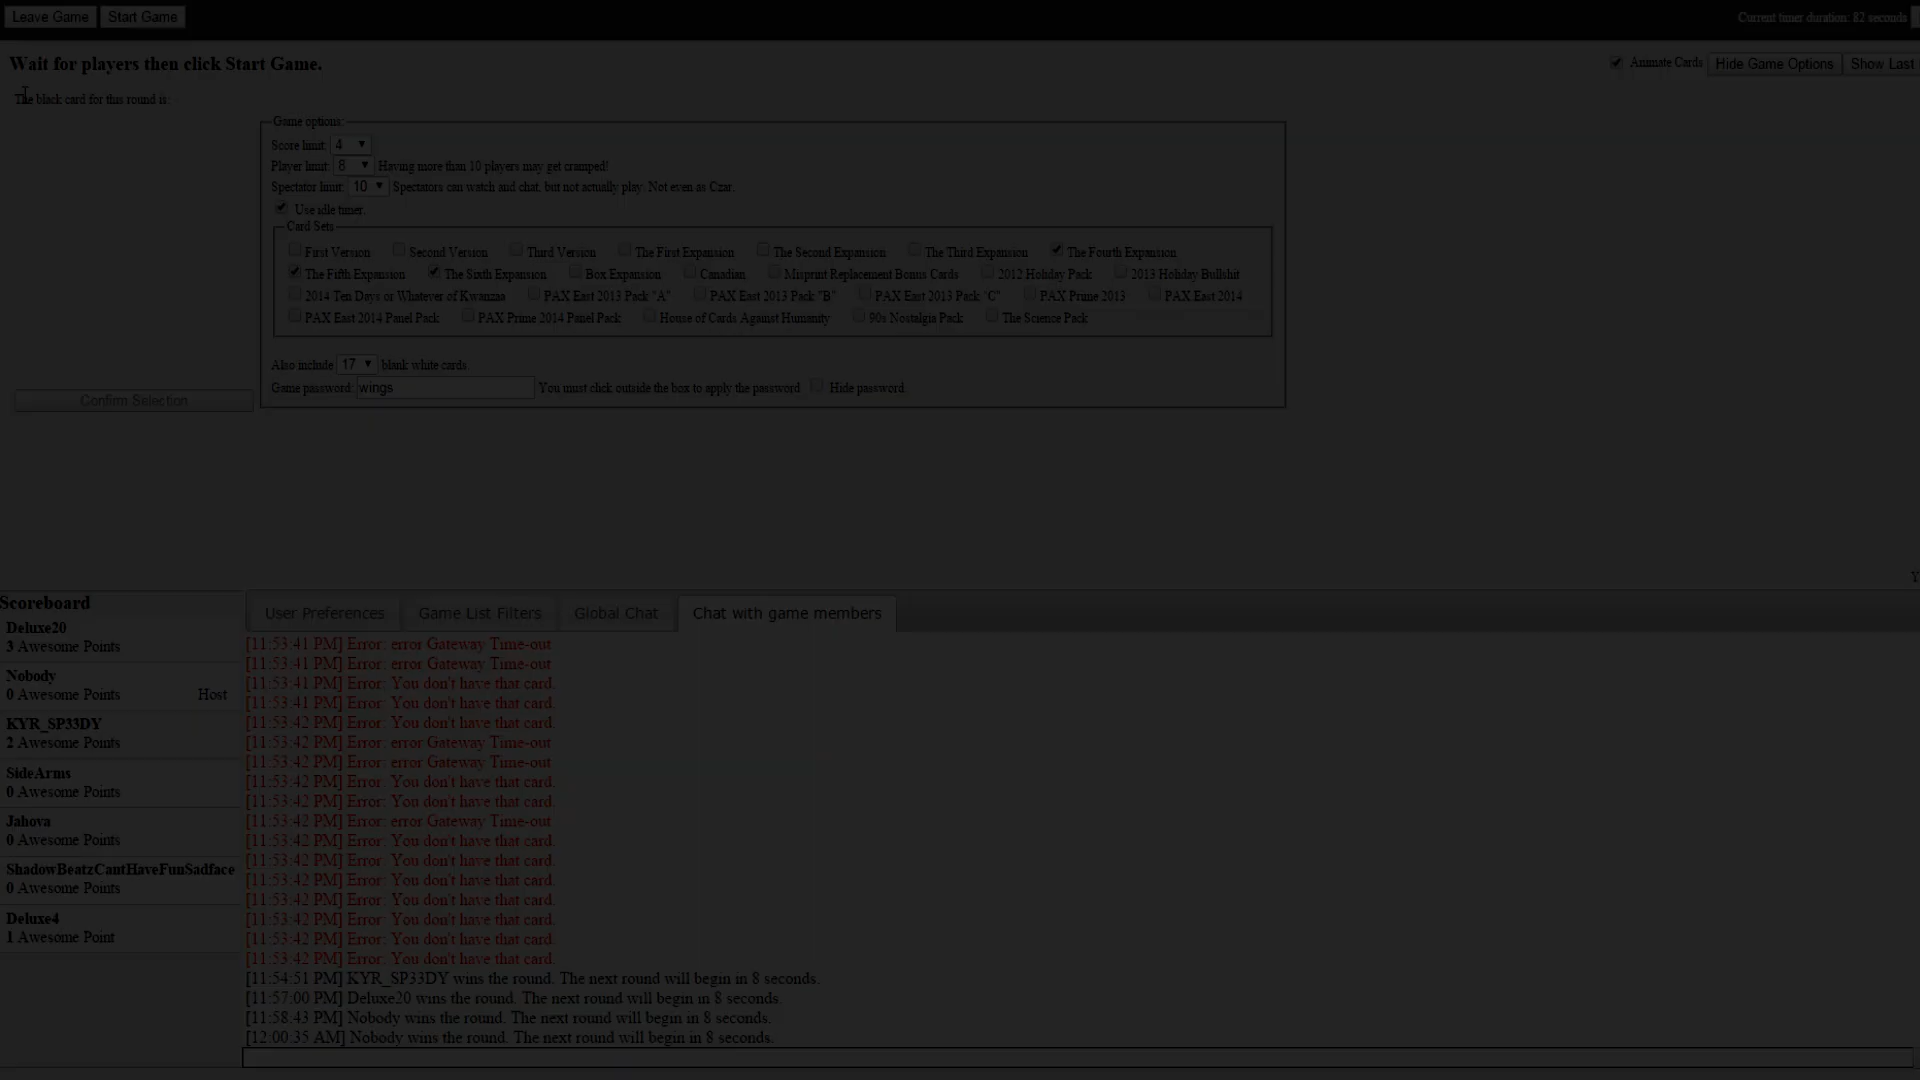 Leave Game Start Game Current timer duration: 82 seconds
Wait for players then click Start Game.
Animate Cards Hide Game Options Show Last
The black card for this round is:
Game options:
Score limit: 4
Player limit: 8 Having more than 10 players may get cramped!
Spectator limit: 10 Spectators can watch and chat, but not actually play. Not even as Czar.
Use idle timer.
Card Sets
First Version Second Version Third Version The First Expansion The Second Expansion The Third Expansion The Fourth Expansion
The Fifth Expansion The Sixth Expansion Box Expansion Canadian Misprint Replacement Bonus Cards 2012 Holiday Pack 2013 Holiday Bullshit
2014 Ten Days or Whatever of Kwanzaa PAX East 2013 Pack "A" PAX East 2013 Pack "B" PAX East 2013 Pack "C" PAX Prime 2013 PAX East 2014
PAX East 2014 Panel Pack PAX Prime 2014 Panel Pack House of Cards Against Humanity 90s Nostalgia Pack The Science Pack
Also include 17 blank white cards.
Game password: wings You must click outside the box to apply the password. Hide password.
Confirm Selection
Y
Scoreboard
Deluxe20
3 Awesome Points
Nobody
0 Awesome Points Host
KYR_SP33DY
2 Awesome Points
SideArms
0 Awesome Points
Jahova
0 Awesome Points
ShadowBeatzCantHaveFunSadface
0 Awesome Points
Deluxe4
1 Awesome Point
User Preferences Game List Filters Global Chat Chat with game members
[11:53:41 PM] Error: error Gateway Time-out
[11:53:41 PM] Error: error Gateway Time-out
[11:53:41 PM] Error: You don't have that card.
[11:53:41 PM] Error: You don't have that card.
[11:53:42 PM] Error: You don't have that card.
[11:53:42 PM] Error: error Gateway Time-out
[11:53:42 PM] Error: error Gateway Time-out
[11:53:42 PM] Error: You don't have that card.
[11:53:42 PM] Error: You don't have that card.
[11:53:42 PM] Error: error Gateway Time-out
[11:53:42 PM] Error: You don't have that card.
[11:53:42 PM] Error: You don't have that card.
[11:53:42 PM] Error: You don't have that card.
[11:53:42 PM] Error: You don't have that card.
[11:53:42 PM] Error: You don't have that card.
[11:53:42 PM] Error: You don't have that card.
[11:53:42 PM] Error: You don't have that card.
[11:54:51 PM] KYR_SP33DY wins the round. The next round will begin in 8 seconds.
[11:57:00 PM] Deluxe20 wins the round. The next round will begin in 8 seconds.
[11:58:43 PM] Nobody wins the round. The next round will begin in 8 seconds.
[12:00:35 AM] Nobody wins the round. The next round will begin in 8 seconds.